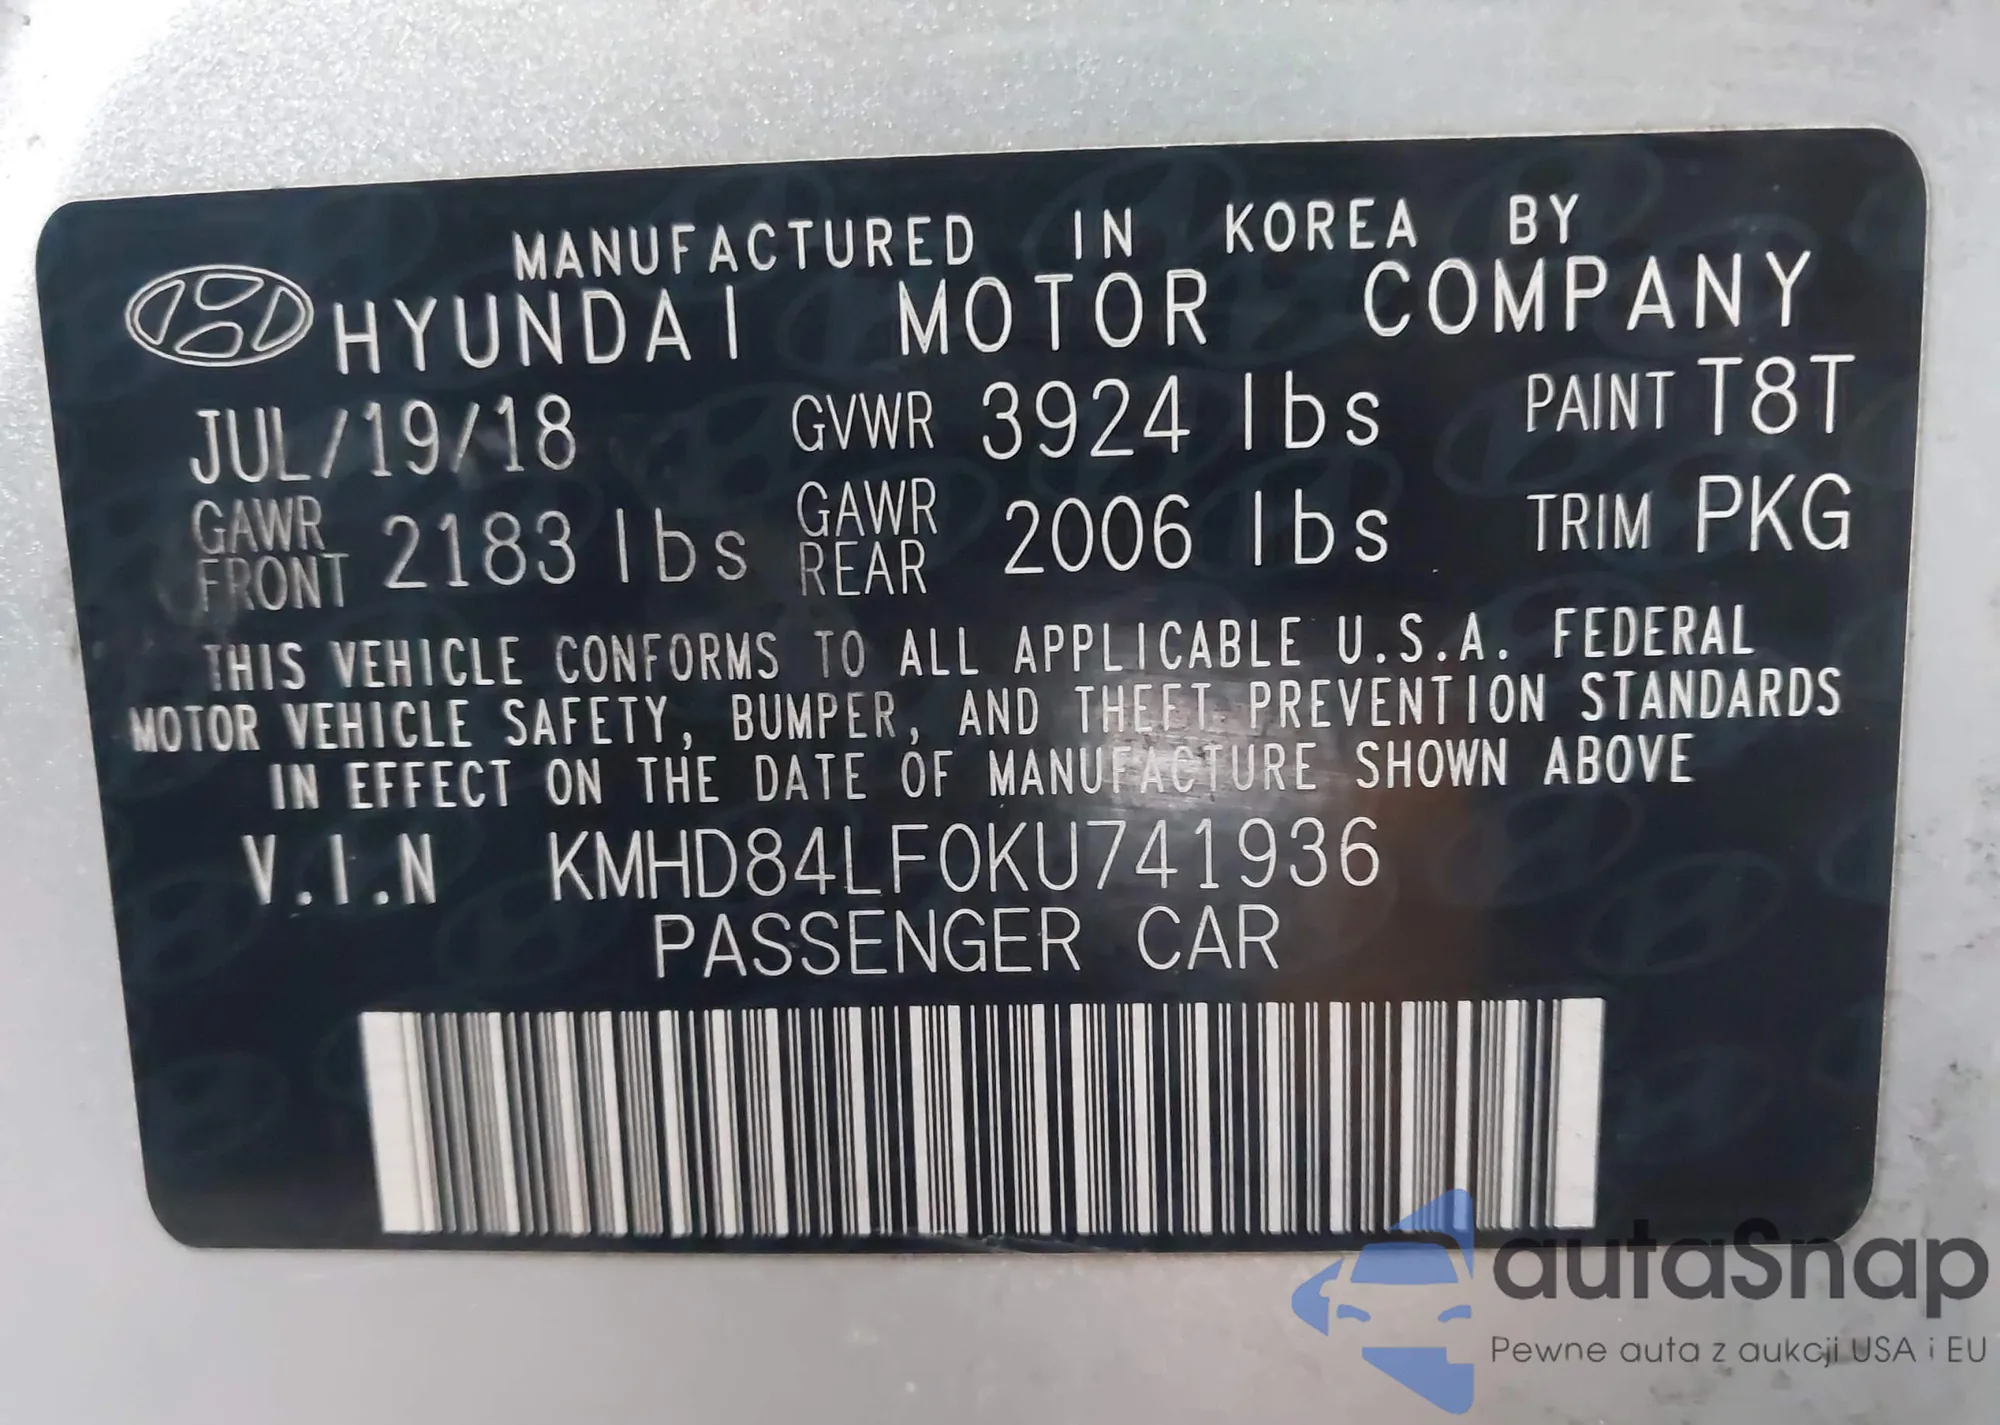 MANUFACTURED IN KOREA BY
HYUNDAI MOTOR COMPANY
JUL/19/18 GVWR 3924 lbs PAINT T8T
GAWR FRONT 2183 lbs GAWR REAR 2006 lbs TRIM PKG
THIS VEHICLE CONFORMS TO ALL APPLICABLE U.S.A. FEDERAL
MOTOR VEHICLE SAFETY, BUMPER, AND THEFT PREVENTION STANDARDS
IN EFFECT ON THE DATE OF MANUFACTURE SHOWN ABOVE
V.I.N KMHD84LF0KU741936
PASSENGER CAR
autaSnap
Pewne auta z aukcji USA i EU